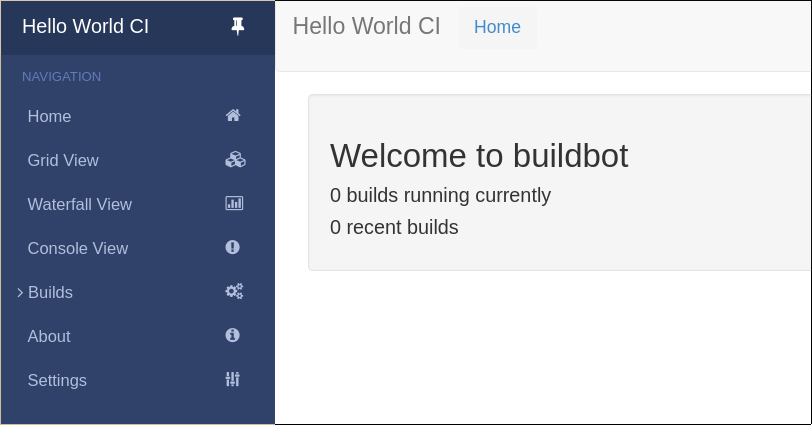 Hello World CI
NAVIGATION
Home
Grid View
Waterfall View
Console View
Builds
About
Settings
Hello World CI Home
Welcome to buildbot
0 builds running currently
0 recent builds